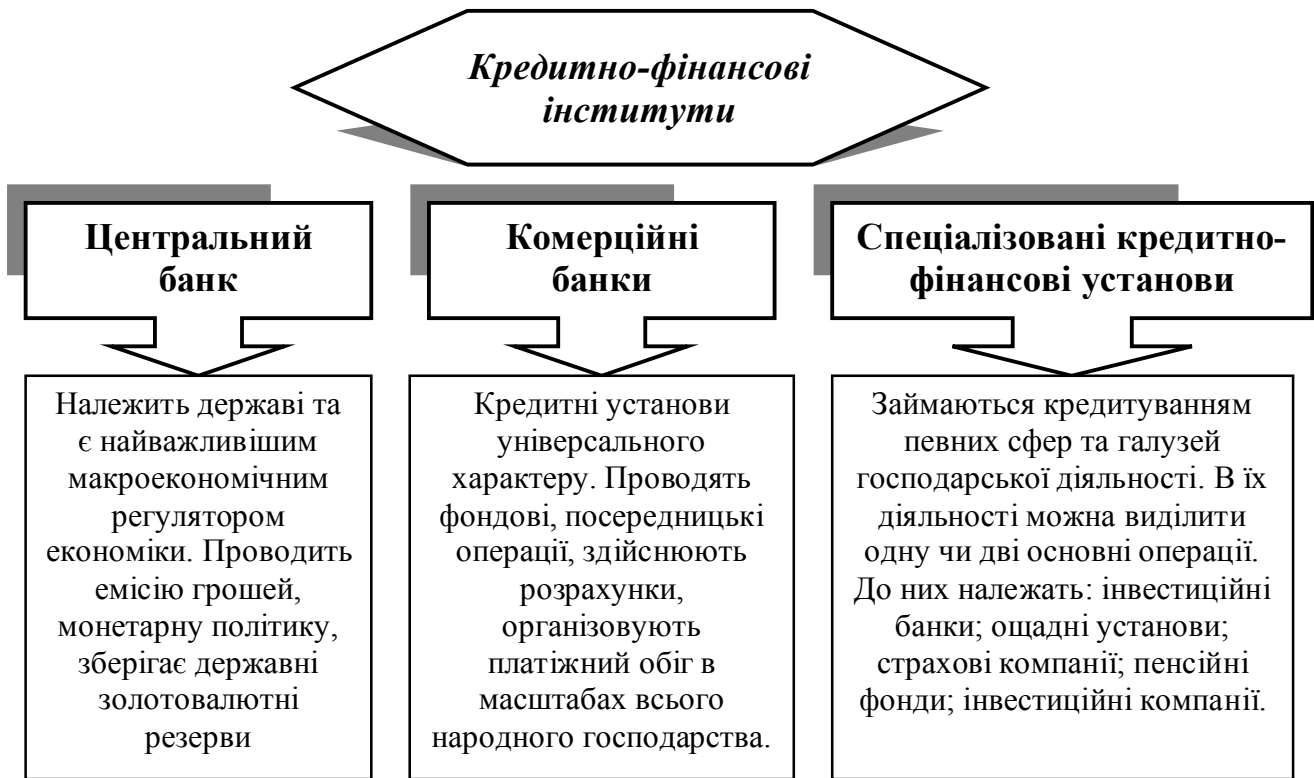 Кредитно-фінансові
інститути
Центральний
банк
Комерційні
банки
Спеціалізовані кредитно-
фінансові установи
Належить державі та
є найважливішим
макроекономічним
регулятором
економіки. Проводить
емісію грошей,
монетарну політику,
зберігає державні
золотовалютні
резерви
Кредитні установи
універсального
характеру. Проводять
фондові, посередницькі
операції, здійснюють
розрахунки,
організовують
платіжний обіг в
масштабах всього
народного господарства.
Займаються кредитуванням
певних сфер та галузей
господарської діяльності. В їх
діяльності можна виділити
одну чи дві основні операції.
До них належать: інвестиційні
банки; ощадні установи;
страхові компанії; пенсійні
фонди; інвестиційні компанії.